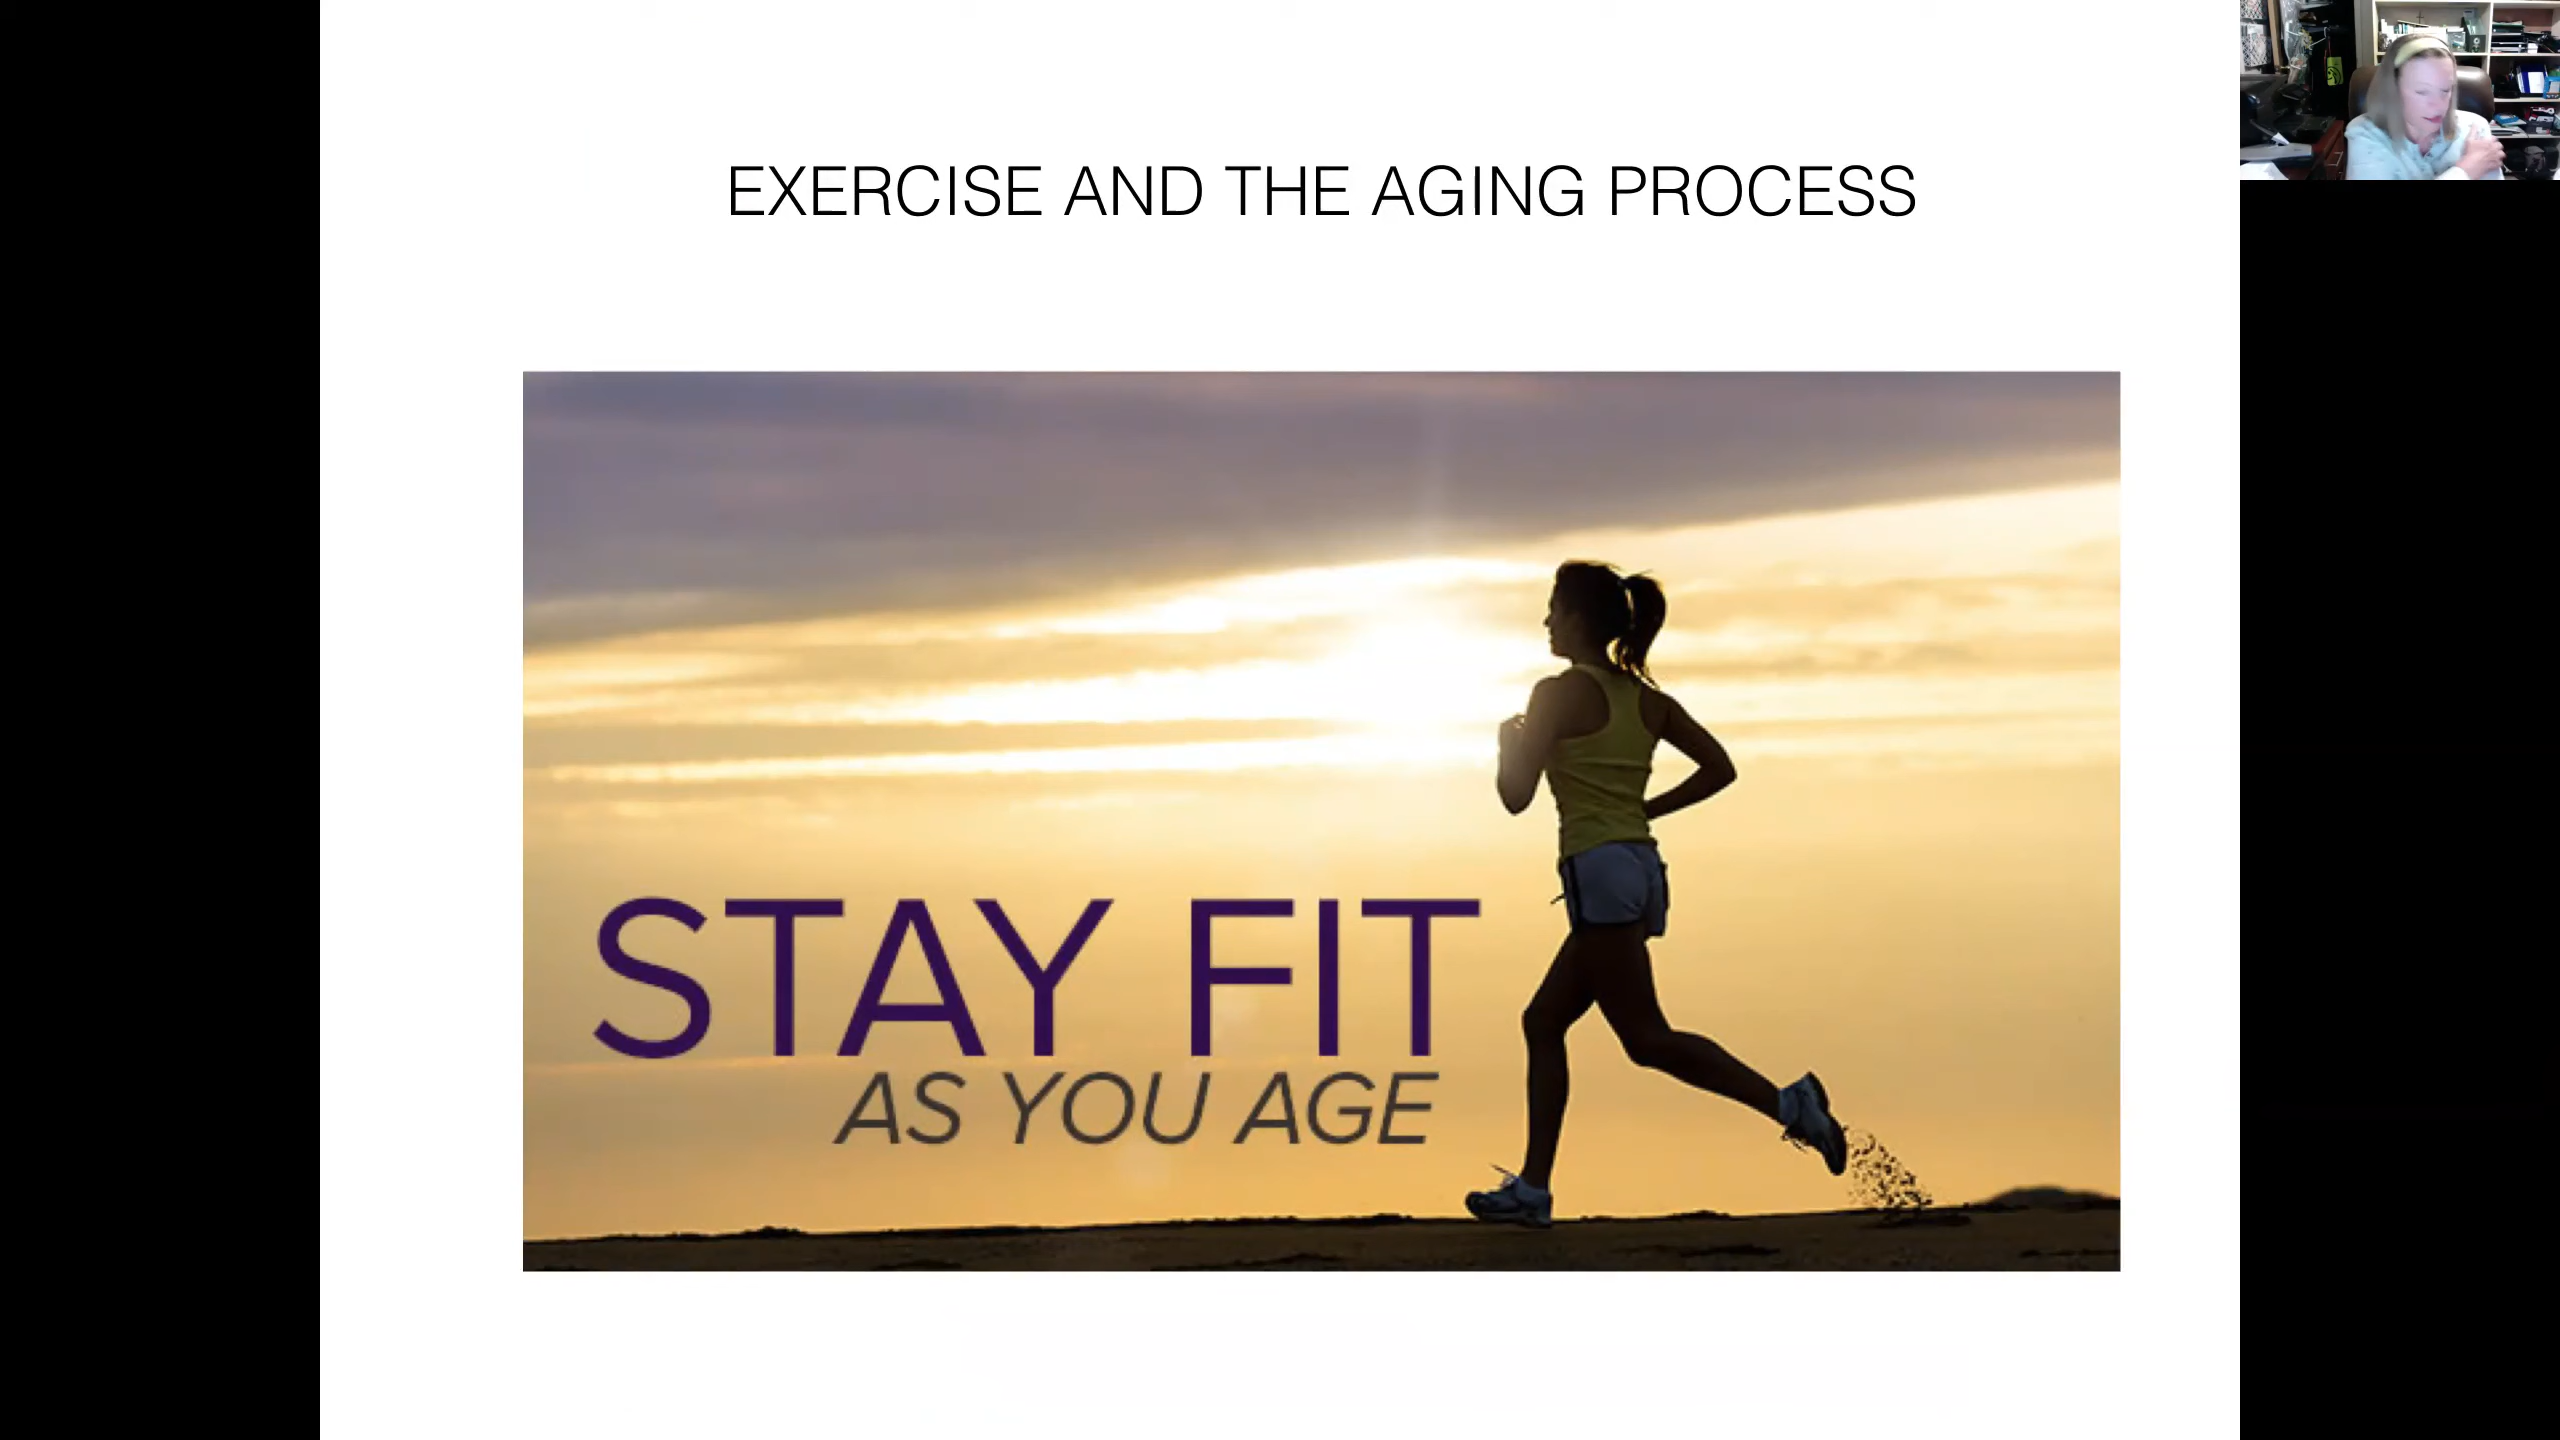 EXERCISE AND THE AGING PROCESS
STAY FIT
AS YOU AGE